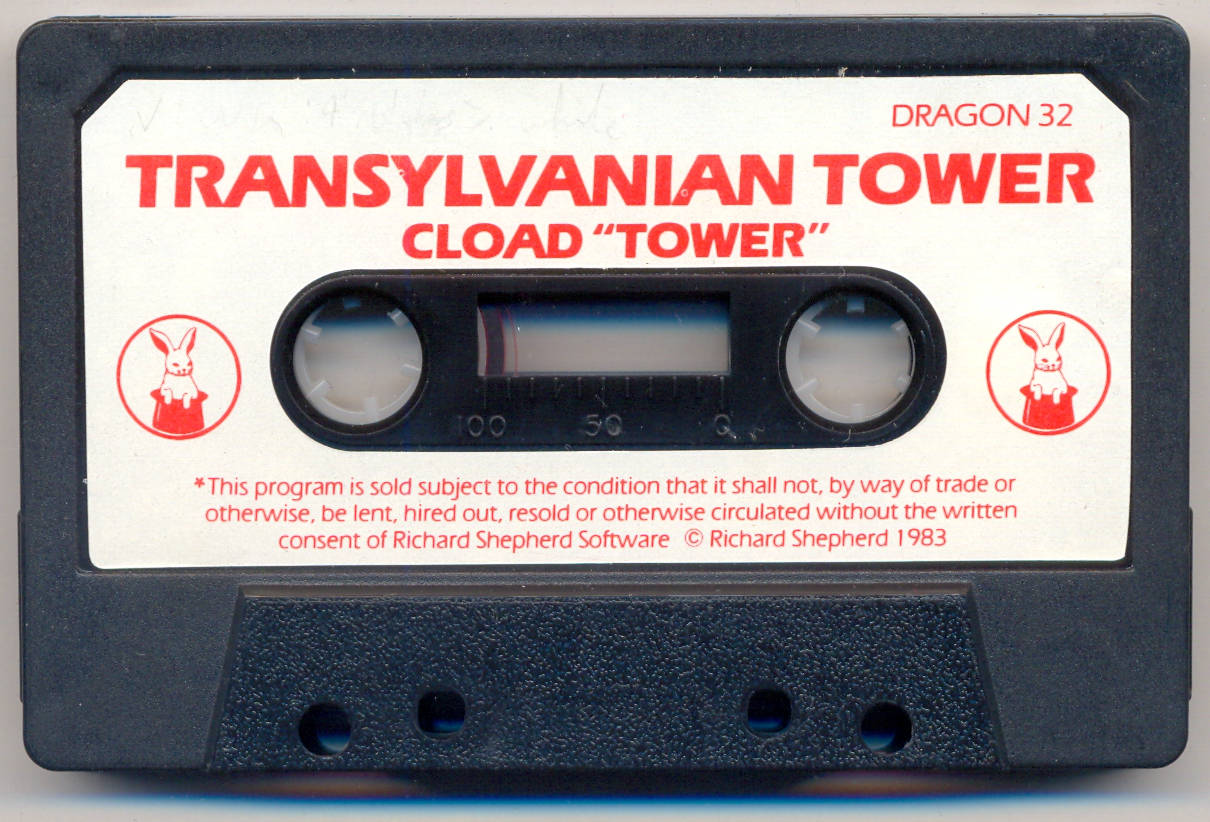 DRAGON 32
TRANSYLVANIAN TOWER
CLOAD “TOWER”
100 50 0
*This program is sold subject to the condition that it shall not, by way of trade or
otherwise, be lent, hired out, resold or otherwise circulated without the written
consent of Richard Shepherd Software © Richard Shepherd 1983